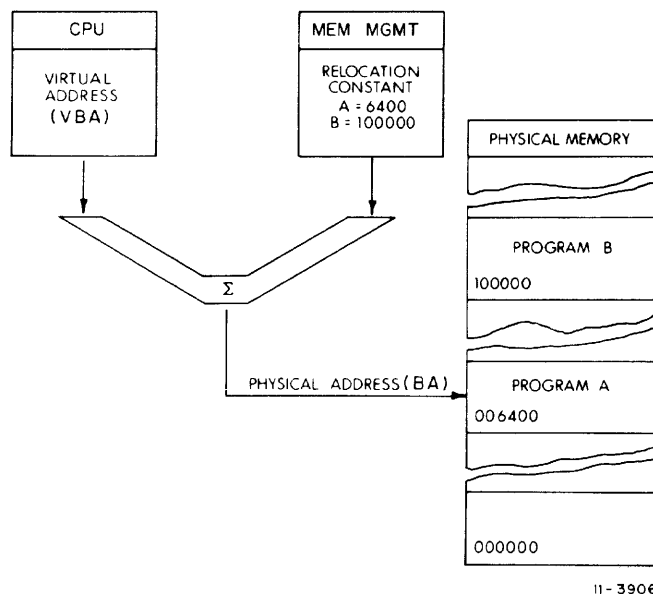 CPU
VIRTUAL
ADDRESS
(VBA)
MEM MGMT
RELOCATION
CONSTANT
A = 6400
B = 100000
Σ
PHYSICAL ADDRESS (BA)
PHYSICAL MEMORY
PROGRAM B
100000
PROGRAM A
006400
000000
11-3906